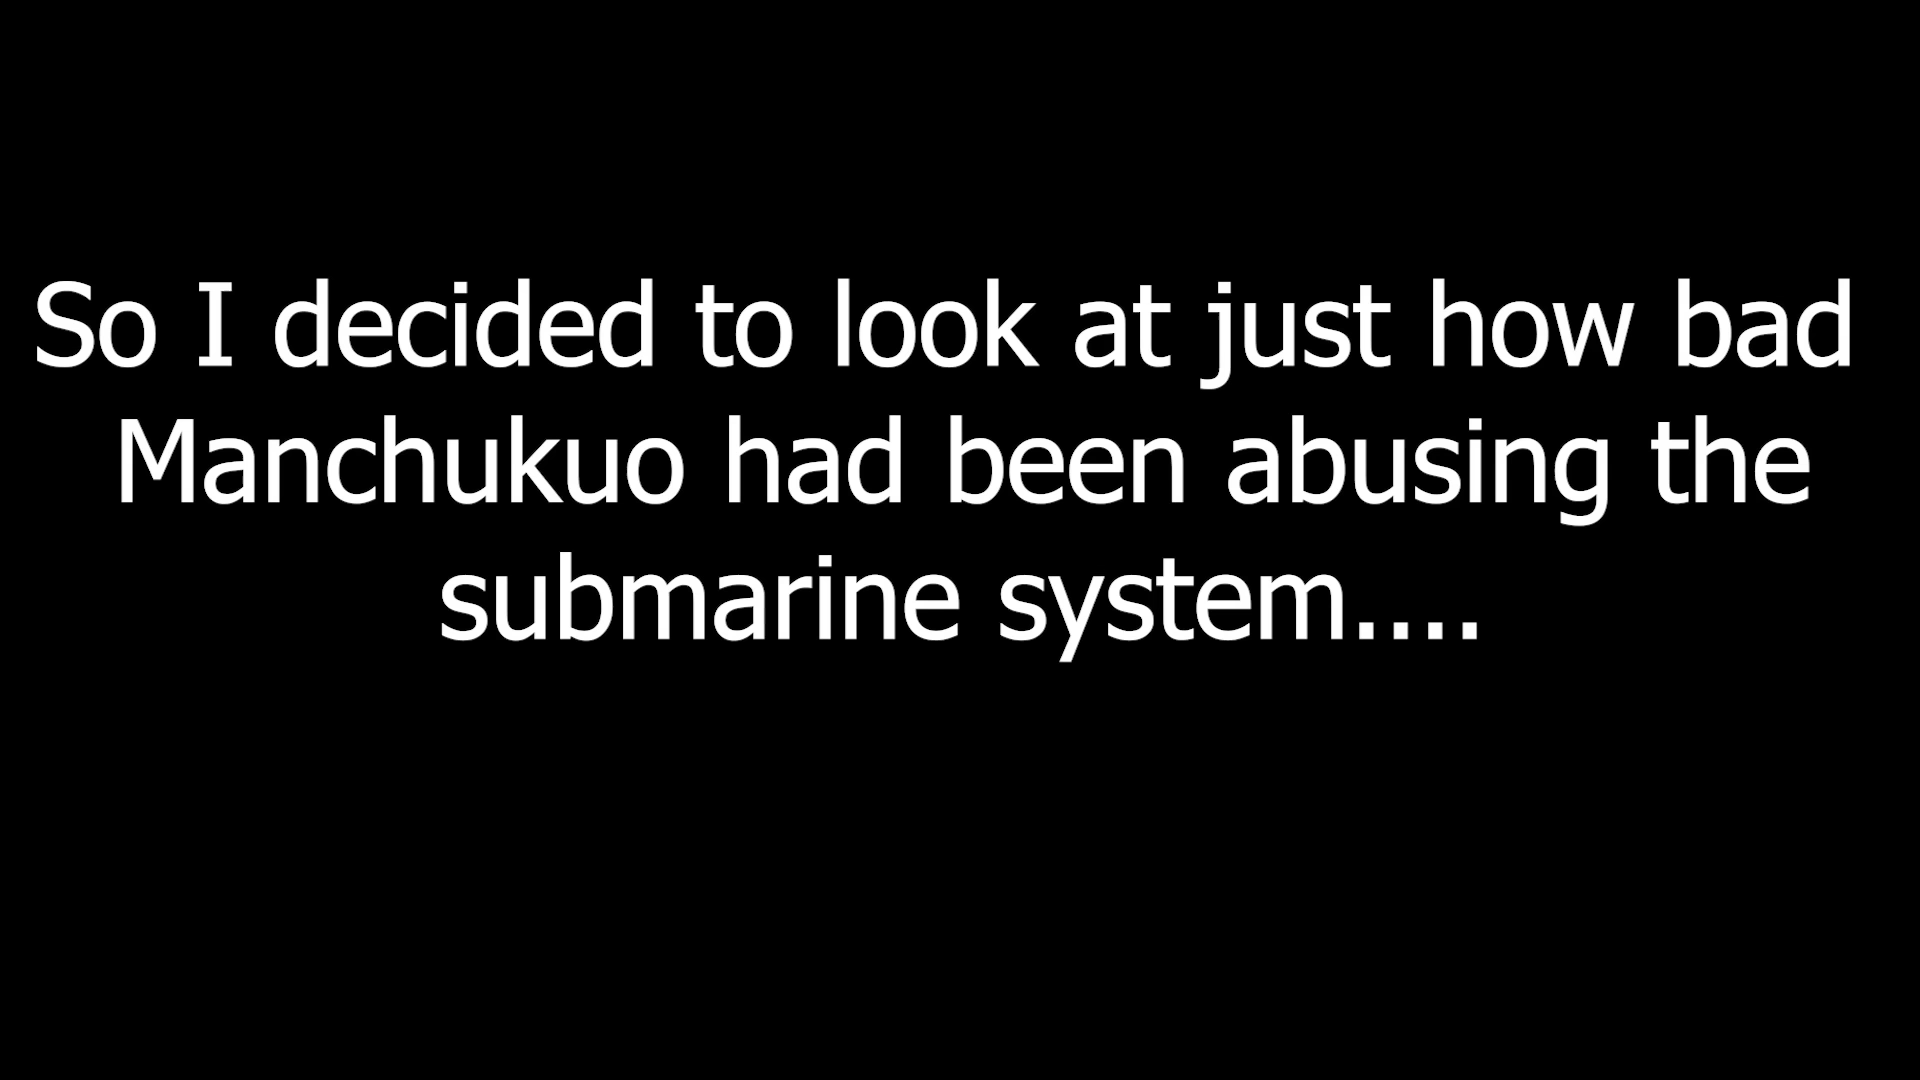 So I decided to look at just how bad
Manchukuo had been abusing the
submarine system....